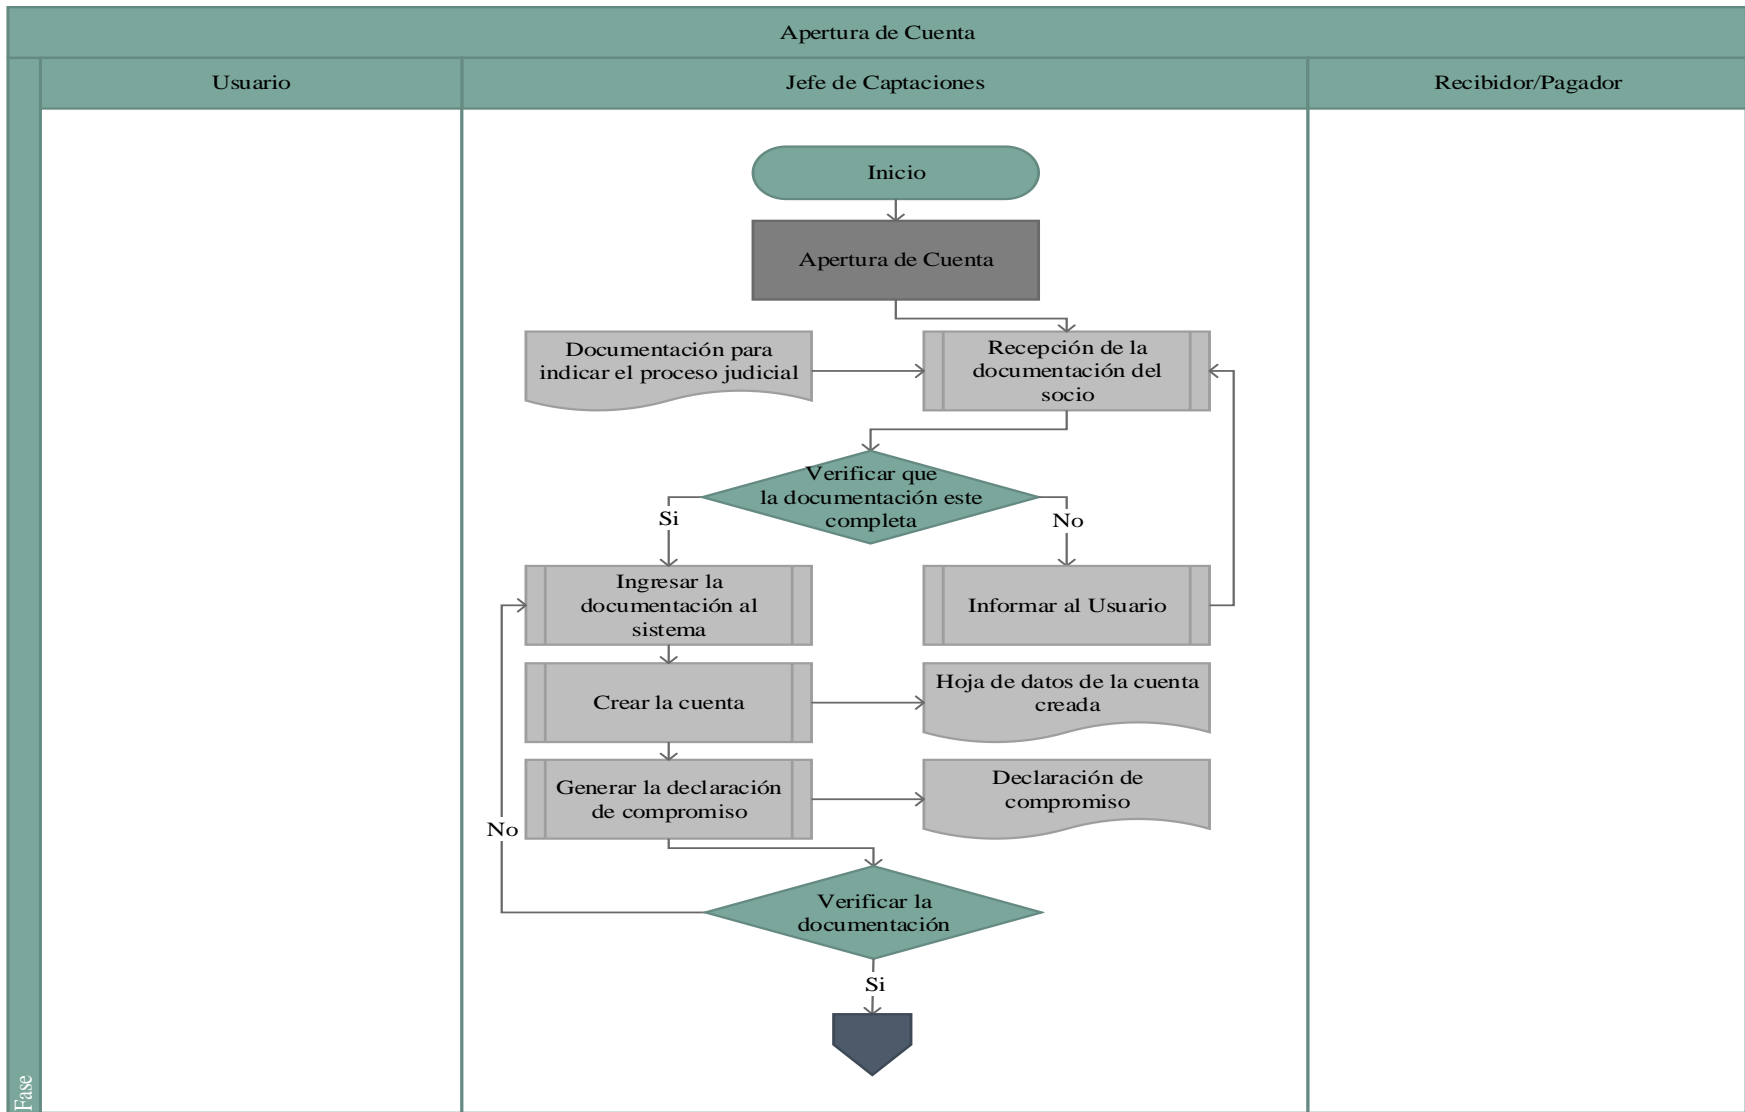 Apertura de Cuenta
Usuario
Jefe de Captaciones
Recibidor/Pagador
Inicio
Apertura de Cuenta
Documentación para
indicar el proceso judicial
Recepción de la
documentación del
socio
Verificar que
la documentación este
completa
Si
No
Ingresar la
documentación al
sistema
Informar al Usuario
Crear la cuenta
Hoja de datos de la cuenta
creada
Generar la declaración
de compromiso
Declaración de
compromiso
No
Verificar la
documentación
Si
Fase